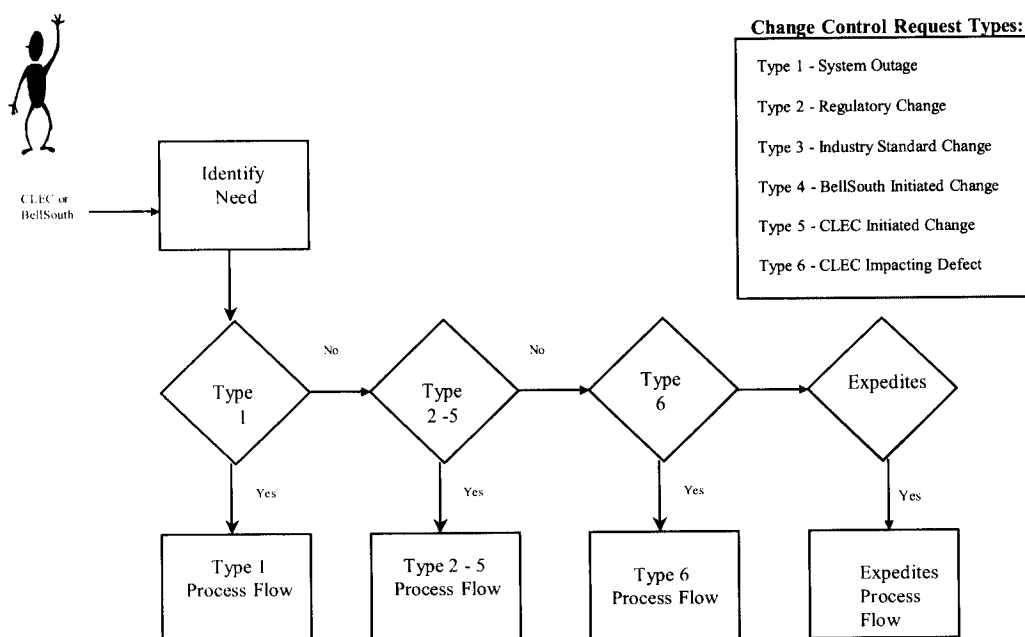 Change Control Request Types:
Type 1 - System Outage
Type 2 - Regulatory Change
Type 3 - Industry Standard Change
Type 4 - BellSouth Initiated Change
Type 5 - CLEC Initiated Change
Type 6 - CLEC Impacting Defect
CLEC or
BellSouth
Identify
Need
Type
1
No
Type
2 -5
No
Type
6
Expedites
Yes
Yes
Yes
Yes
Type 1
Process Flow
Type 2 - 5
Process Flow
Type 6
Process Flow
Expedites
Process
Flow